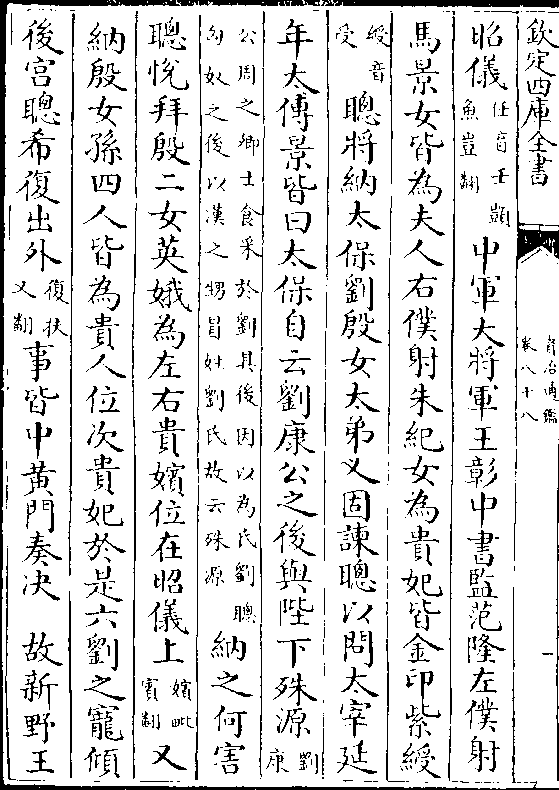 欽定四庫全書
資治通鑑
卷八十八
昭儀任音壬顗魚豈翻中軍大將軍王彰中書監范隆左僕射
馬景女皆為夫人右僕射朱紀女為貴妃皆金印紫綬
綬音受聰將納太保劉殷女太弟乂固諫聰以問太宰延
年太傅景皆曰太保自云劉康公之後與陛下殊源劉康
公周之卿士食采於劉其後因以為氏劉聰匈奴之後以漢之甥冒姓劉氏故云殊源納之何害
聰悅拜殷二女英娥為左右貴嬪位在昭儀上嬪毗賓翻又
納殷女孫四人皆為貴人位次貴妃於是六劉之寵傾
後宮聰希復出外復扶又翻事皆中黃門奏決 故新野王